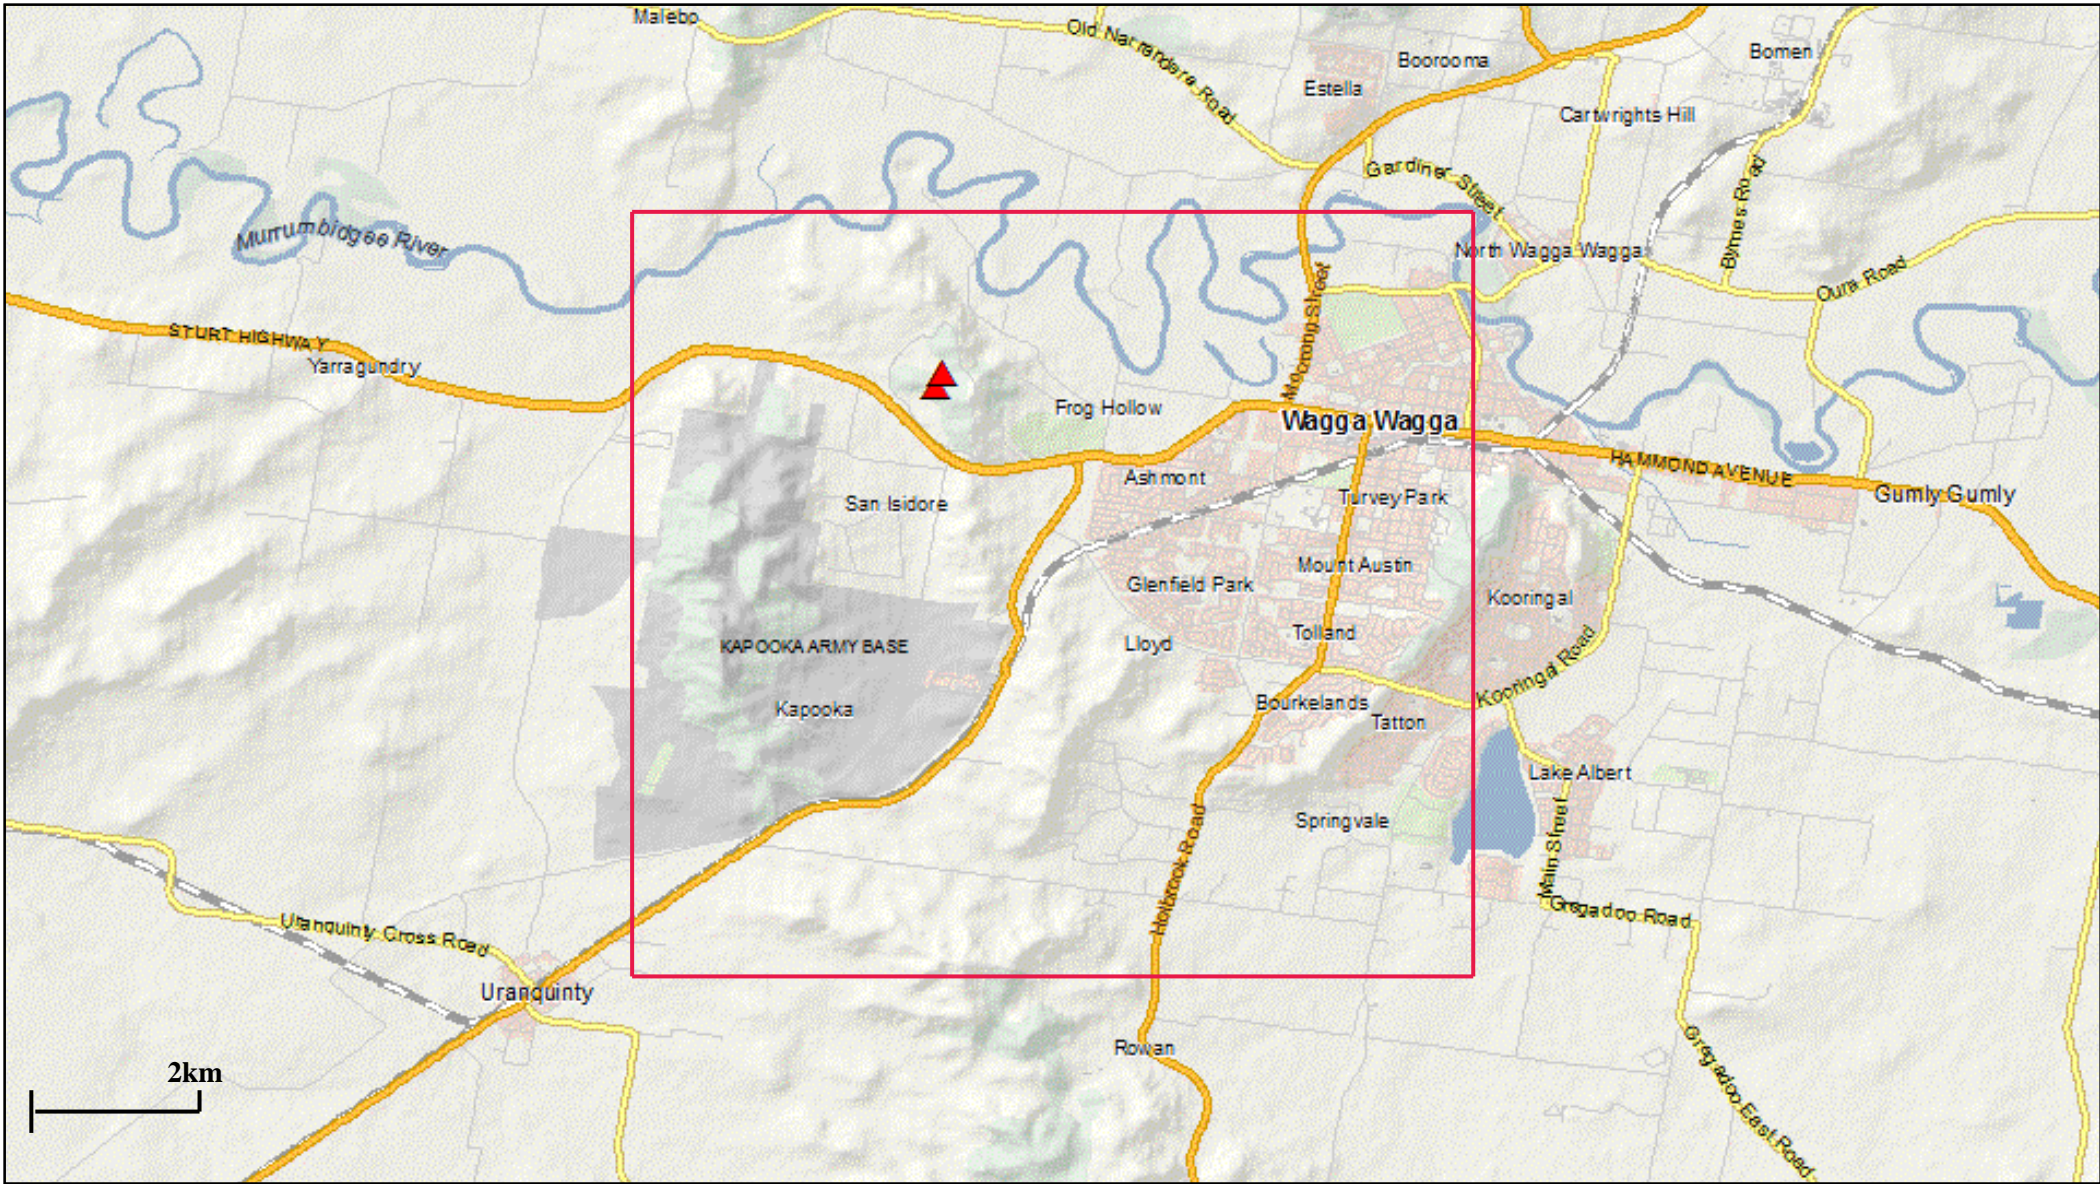 Malebo
Old Narrandera Road
Boorooma
Bomen
Estella
Cartwrights Hill
Gardiner Street
Byrnes Road
Murrumbidgee River
North Wagga Wagga
Oura Road
STURT HIGHWAY
Yarragundry
Moorong Street
Frog Hollow
Wagga Wagga
HAMMOND AVENUE
Gumly Gumly
Ashmont
San Isidore
Turvey Park
Mount Austin
Glenfield Park
Kooringal
Tolland
Lloyd
KAPOOKA ARMY BASE
Kooringal Road
Kapooka
Bourkelands
Tatton
Lake Albert
Springvale
Main Street
Holbrook Road
Gregadoo Road
Uranquinty Cross Road
Uranquinty
Rowan
Gregadoo East Road
2km